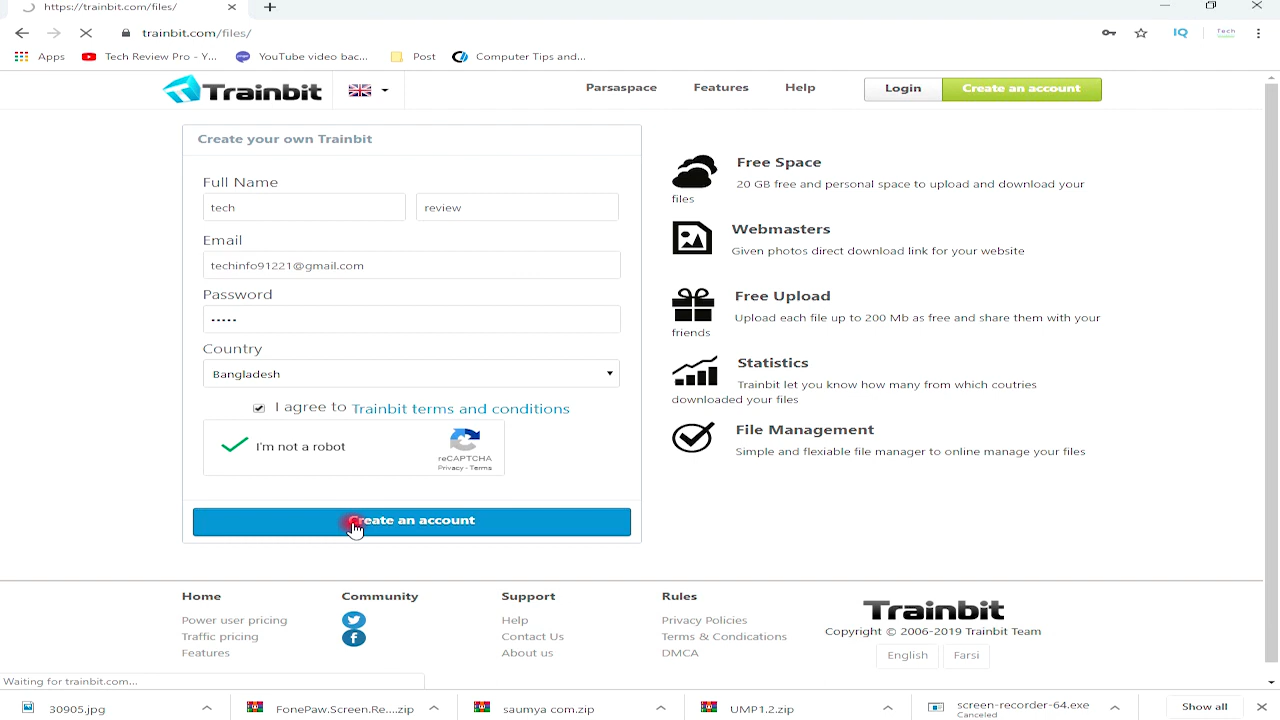 https://trainbit.com/files/
trainbit.com/files/
IQ
Tech
Apps
Tech Review Pro - Y...
YouTube video bac...
Post
Computer Tips and...
Trainbit
Parsaspace
Features
Help
Login
Create an account
Create your own Trainbit
Full Name
tech
review
Email
techinfo91221@gmail.com
Password
•••••
Country
Bangladesh
I agree to Trainbit terms and conditions
I'm not a robot
reCAPTCHA
Privacy - Terms
Create an account
Free Space
20 GB free and personal space to upload and download your
files
Webmasters
Given photos direct download link for your website
Free Upload
Upload each file up to 200 Mb as free and share them with your
friends
Statistics
Trainbit let you know how many from which coutries
downloaded your files
File Management
Simple and flexiable file manager to online manage your files
Home
Power user pricing
Traffic pricing
Features
Community
Support
Help
Contact Us
About us
Rules
Privacy Policies
Terms & Condications
DMCA
Trainbit
Copyright © 2006-2019 Trainbit Team
English
Farsi
Waiting for trainbit.com...
30905.jpg
FonePaw.Screen.Re....zip
saumya com.zip
UMP1.2.zip
screen-recorder-64.exe
Canceled
Show all